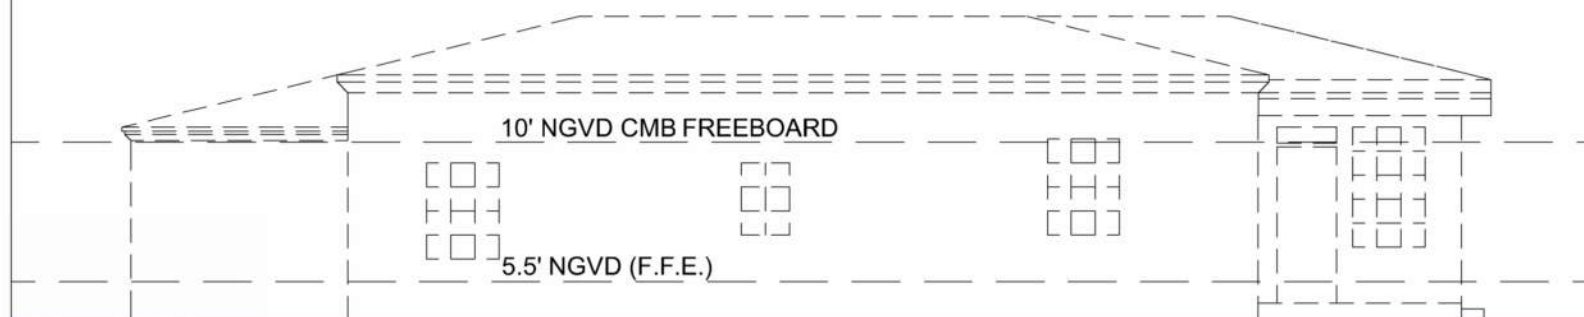 10' NGVD CMB FREEBOARD
5.5' NGVD (F.F.E.)